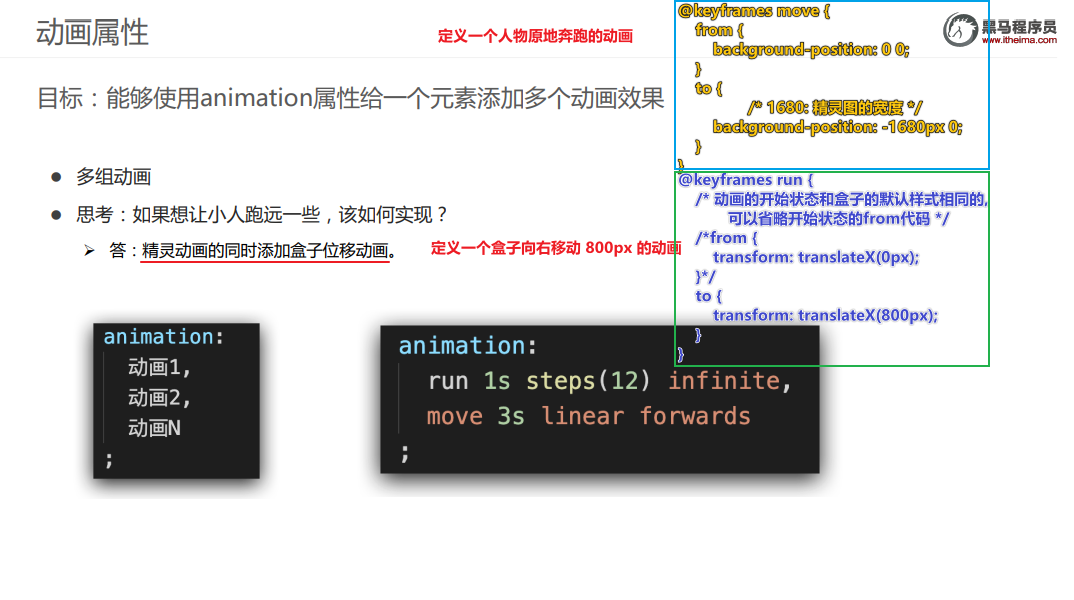 动画属性
定义一个人物原地奔跑的动画
黑马程序员
www.itheima.com
目标：能够使用animation属性给一个元素添加多个动画效果
@keyframes move {
from {
background-position: 0 0;
}
to {
/* 1680: 精灵图的宽度 */
background-position: -1680px 0;
}
}
● 多组动画
● 思考：如果想让小人跑远一些，该如何实现？
➢ 答：精灵动画的同时添加盒子位移动画。
定义一个盒子向右移动 800px 的动画
@keyframes run {
/* 动画的开始状态和盒子的默认样式相同的,
可以省略开始状态的from代码 */
/*from {
transform: translateX(0px);
}*/
to {
transform: translateX(800px);
}
}
animation:
动画1,
动画2,
动画N
;
animation:
run 1s steps(12) infinite,
move 3s linear forwards
;